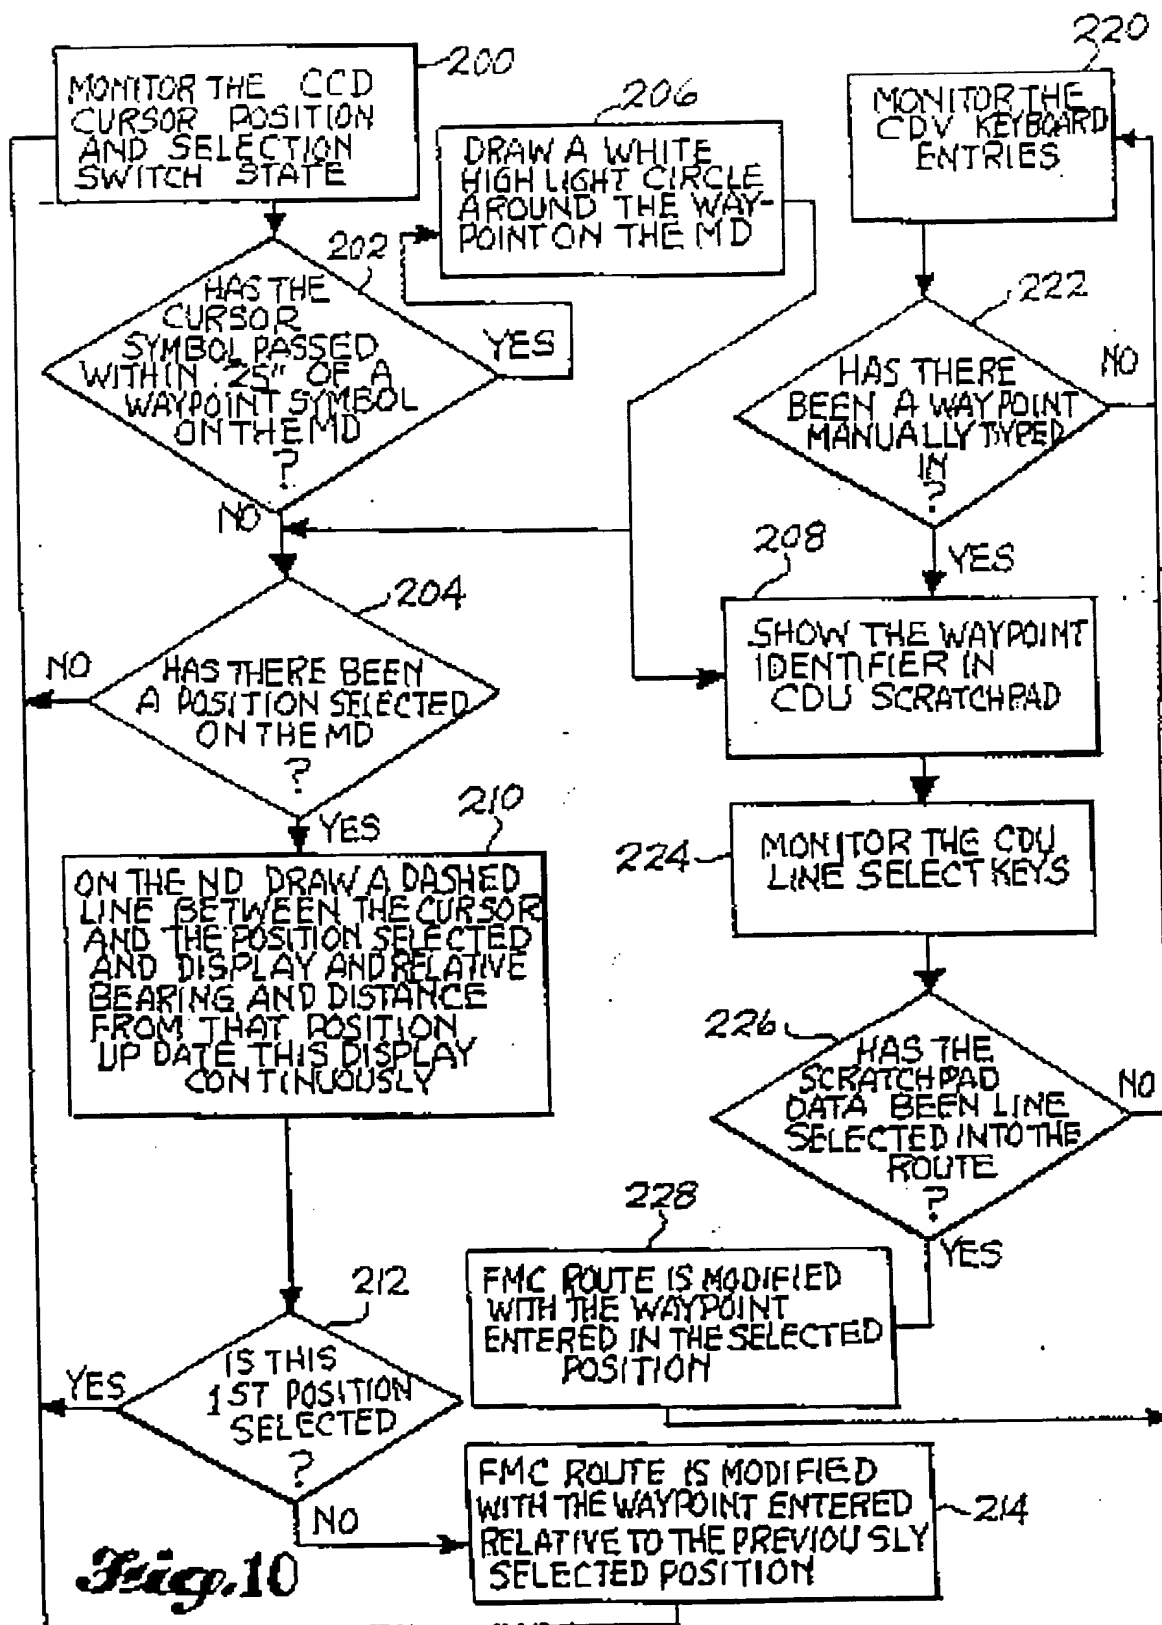 200
MONITOR THE CCD
CURSOR POSITION
AND SELECTION
SWITCH STATE
202
HAS THE
CURSOR
SYMBOL PASSED
WITHIN .25" OF A
WAYPOINT SYMBOL
ON THE MD
?
YES
NO
206
DRAW A WHITE
HIGH LIGHT CIRCLE
AROUND THE WAY-
POINT ON THE MD
204
HAS THERE BEEN
A POSITION SELECTED
ON THE MD
?
NO
YES
210
ON THE ND DRAW A DASHED
LINE BETWEEN THE CURSOR
AND THE POSITION SELECTED
AND DISPLAY AND RELATIVE
BEARING AND DISTANCE
FROM THAT POSITION
UP DATE THIS DISPLAY
CONTINUOUSLY
212
IS THIS
1ST POSITION
SELECTED
?
YES
NO
214
FMC ROUTE IS MODIFIED
WITH THE WAYPOINT ENTERED
RELATIVE TO THE PREVIOUSLY
SELECTED POSITION
220
MONITOR THE
CDV KEYBOARD
ENTRIES
222
HAS THERE
BEEN A WAYPOINT
MANUALLY TYPED
IN
?
NO
YES
208
SHOW THE WAYPOINT
IDENTIFIER IN
CDU SCRATCHPAD
224
MONITOR THE CDU
LINE SELECT KEYS
226
HAS THE
SCRATCHPAD
DATA BEEN LINE
SELECTED INTO THE
ROUTE
?
NO
YES
228
FMC ROUTE IS MODIFIED
WITH THE WAYPOINT
ENTERED IN THE SELECTED
POSITION
Fig.10